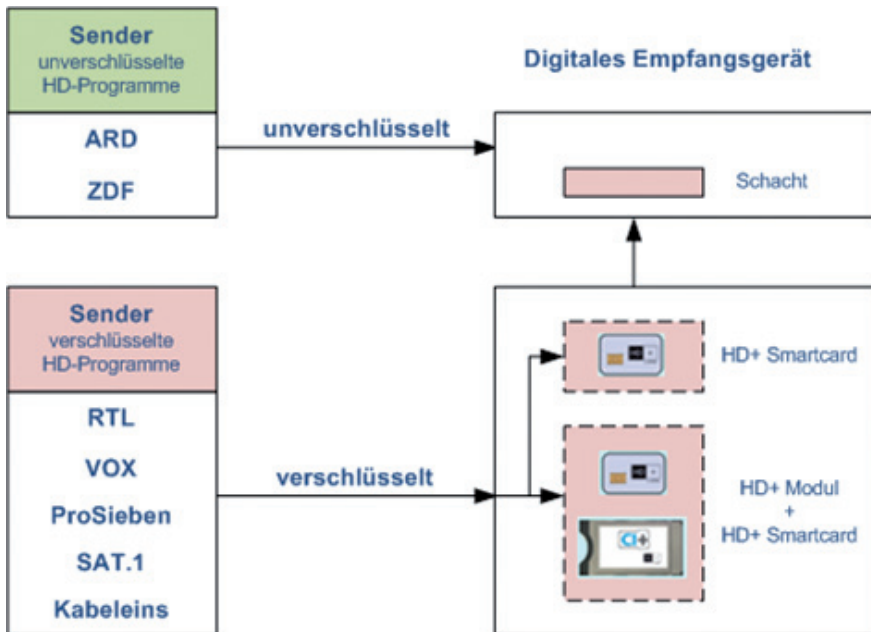 Sender
unverschlüsselte
HD-Programme
ARD
ZDF
unverschlüsselt
Digitales Empfangsgerät
Schacht
Sender
verschlüsselte
HD-Programme
RTL
VOX
ProSieben
SAT.1
Kabeleins
verschlüsselt
HD+ Smartcard
HD+ Modul
+
HD+ Smartcard
CI+